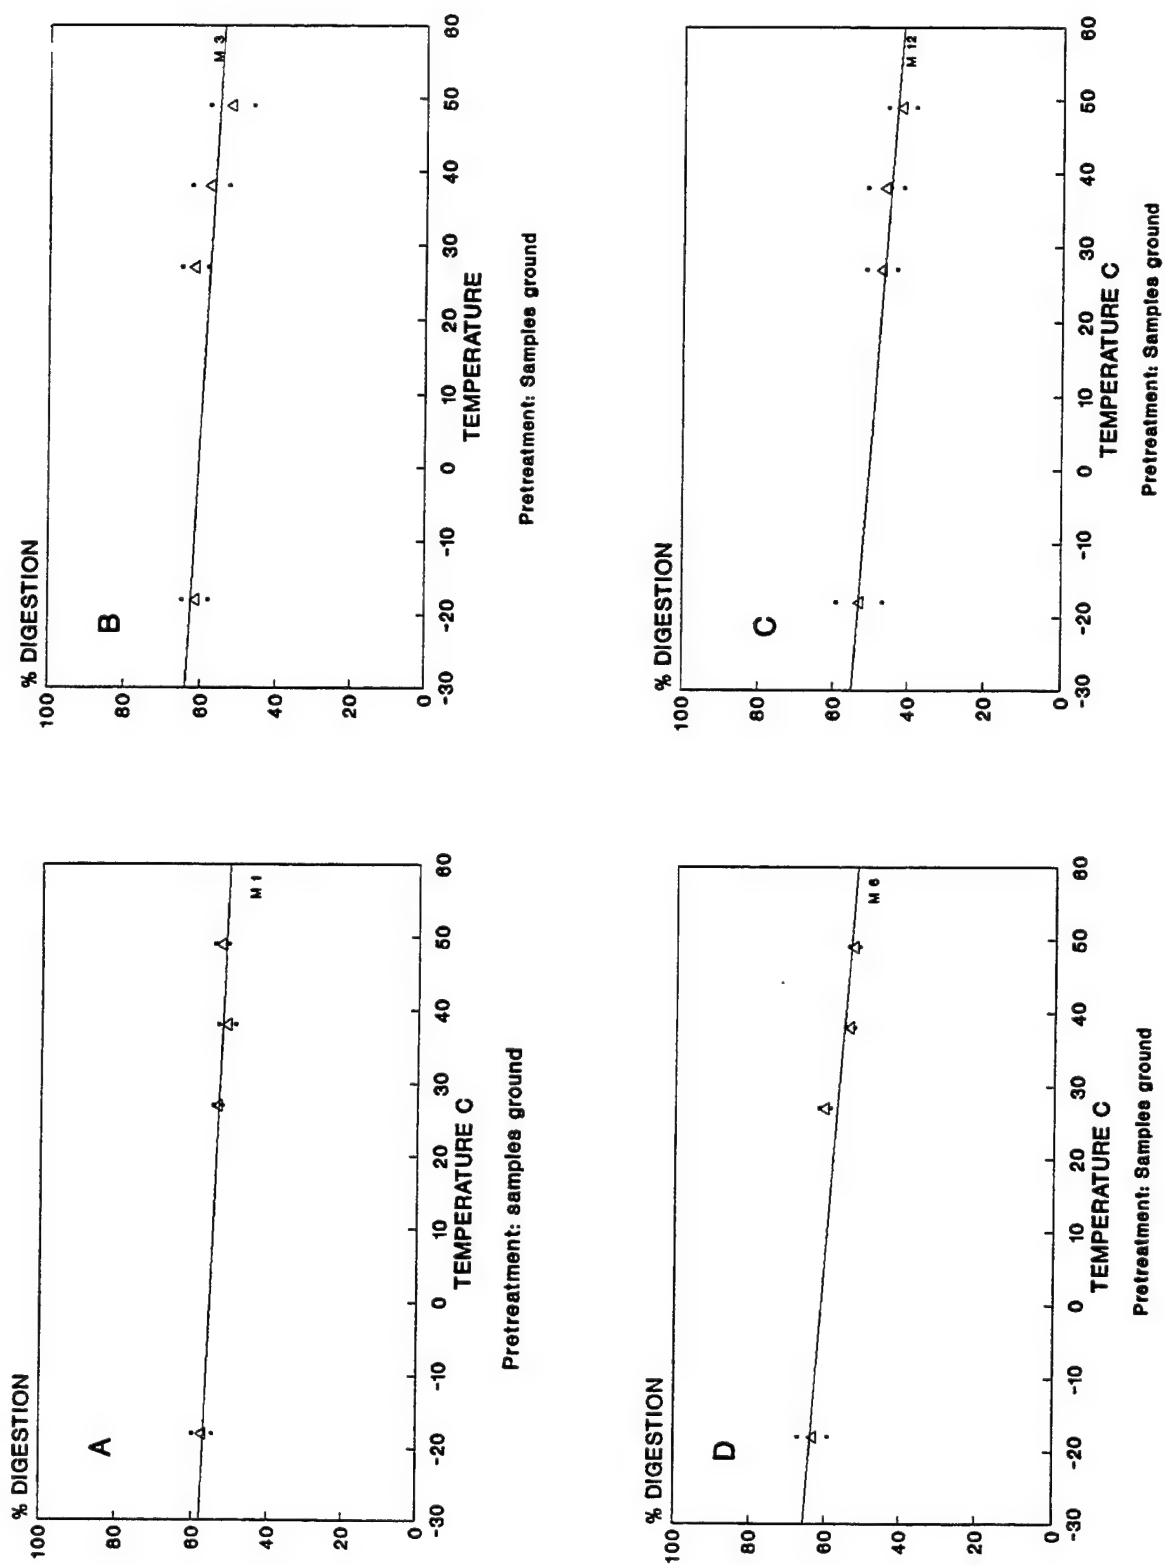 % DIGESTION
100
A
80
60
M 1
40
20
0
-30 -20 -10 0 10 20 30 40 50 60
TEMPERATURE C
Pretreatment: samples ground
% DIGESTION
100
B
80
60
M 3
40
20
0
-30 -20 -10 0 10 20 30 40 50 60
TEMPERATURE
Pretreatment: Samples ground
% DIGESTION
100
D
80
60
M 6
40
20
0
-30 -20 -10 0 10 20 30 40 50 60
TEMPERATURE C
Pretreatment: Samples ground
% DIGESTION
100
C
80
60
M 12
40
20
0
-30 -20 -10 0 10 20 30 40 50 60
TEMPERATURE C
Pretreatment: Samples ground